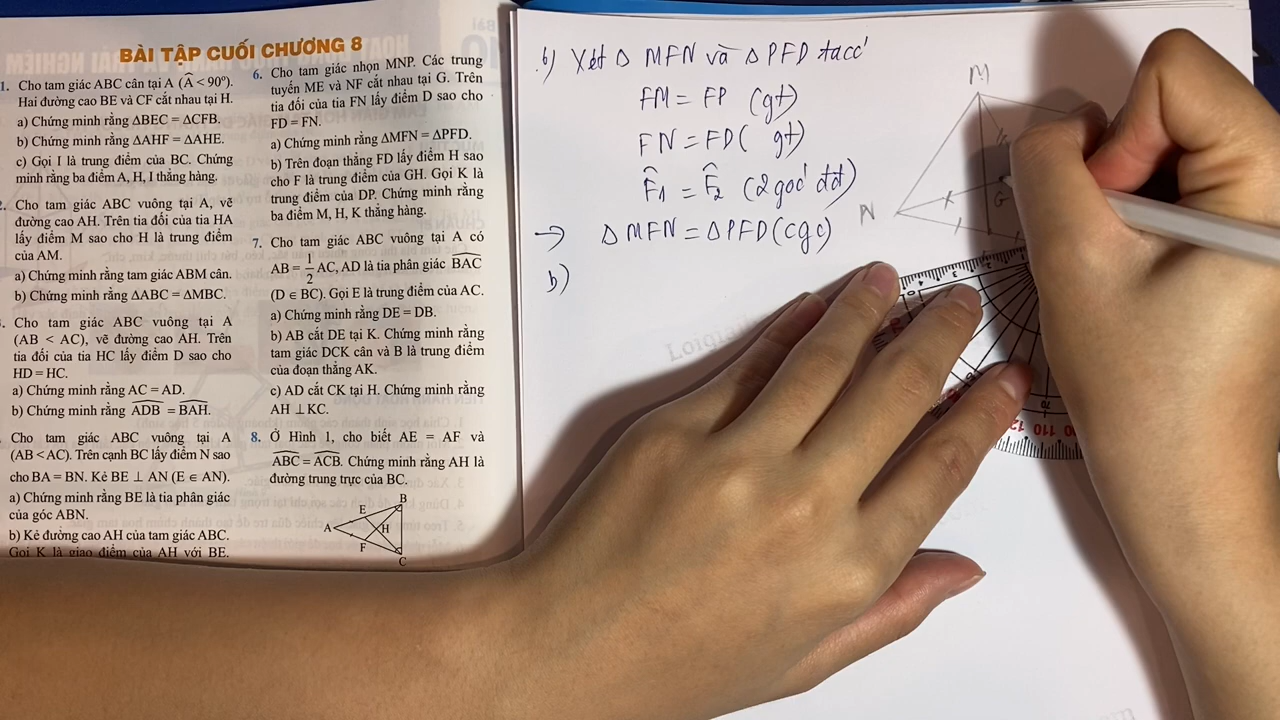 BÀI TẬP CUỐI CHƯƠNG 8
1. Cho tam giác ABC cân tại A (Â < 90°).
Hai đường cao BE và CF cắt nhau tại H.
a) Chứng minh rằng ΔBEC = ΔCFB.
b) Chứng minh rằng ΔAHF = ΔAHE.
c) Gọi I là trung điểm của BC. Chứng
minh rằng ba điểm A, H, I thẳng hàng.
2. Cho tam giác ABC vuông tại A, vẽ
đường cao AH. Trên tia đối của tia HA
lấy điểm M sao cho H là trung điểm
của AM.
a) Chứng minh rằng tam giác ABM cân.
b) Chứng minh rằng ΔABC = ΔMBC.
Cho tam giác ABC vuông tại A
(AB < AC), vẽ đường cao AH. Trên
tia đối của tia HC lấy điểm D sao cho
HD = HC.
a) Chứng minh rằng AC = AD.
b) Chứng minh rằng ADB = BAH.
Cho tam giác ABC vuông tại A
(AB < AC). Trên cạnh BC lấy điểm N sao
cho BA = BN. Kẻ BE ⊥ AN (E ∈ AN).
a) Chứng minh rằng BE là tia phân giác
của góc ABN.
b) Kẻ đường cao AH của tam giác ABC.
Gọi K là giao điểm của AH với BE.
6. Cho tam giác nhọn MNP. Các trung
tuyến ME và NF cắt nhau tại G. Trên
tia đối của tia FN lấy điểm D sao cho
FD = FN.
a) Chứng minh rằng ΔMFN = ΔPFD.
b) Trên đoạn thẳng FD lấy điểm H sao
cho F là trung điểm của GH. Gọi K là
trung điểm của DP. Chứng minh rằng
ba điểm M, H, K thẳng hàng.
7. Cho tam giác ABC vuông tại A có
AB = 1/2 AC, AD là tia phân giác BAC
(D ∈ BC). Gọi E là trung điểm của AC.
a) Chứng minh rằng DE = DB.
b) AB cắt DE tại K. Chứng minh rằng
tam giác DCK cân và B là trung điểm
của đoạn thẳng AK.
c) AD cắt CK tại H. Chứng minh rằng
AH ⊥ KC.
8. Ở Hình 1, cho biết AE = AF và
ABC = ACB. Chứng minh rằng AH là
đường trung trực của BC.
B
E
A
H
F
C
b) Xét Δ MFN và Δ PFD ta có
FM = FP (gt)
FN = FD ( gt)
F̂1 = F̂2 (2 góc đđ)
→ Δ MFN = Δ PFD (cgc)
b)
M
N
G